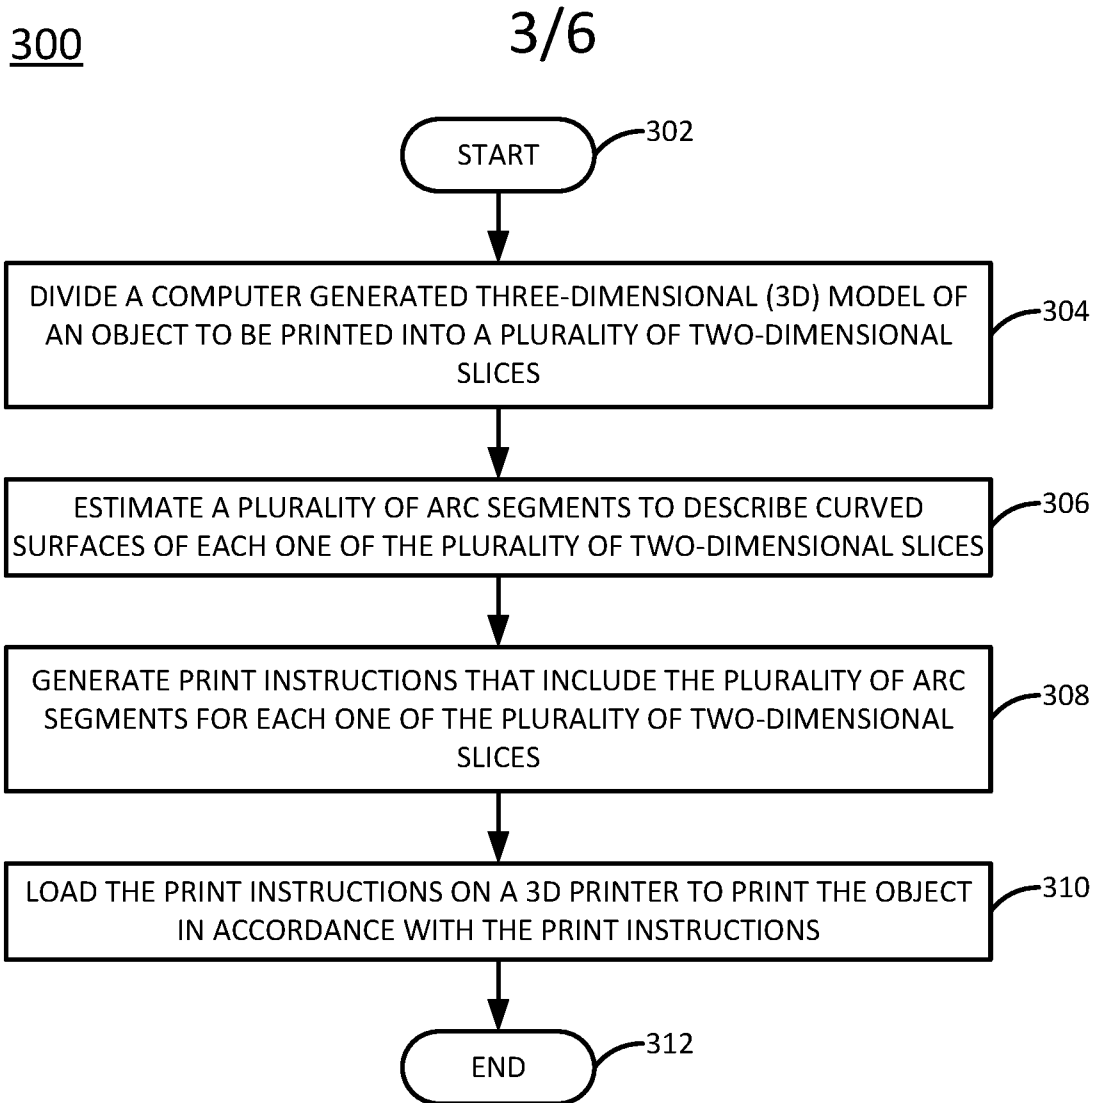 300
3/6
START
302
DIVIDE A COMPUTER GENERATED THREE-DIMENSIONAL (3D) MODEL OF
AN OBJECT TO BE PRINTED INTO A PLURALITY OF TWO-DIMENSIONAL
SLICES
304
ESTIMATE A PLURALITY OF ARC SEGMENTS TO DESCRIBE CURVED
SURFACES OF EACH ONE OF THE PLURALITY OF TWO-DIMENSIONAL SLICES
306
GENERATE PRINT INSTRUCTIONS THAT INCLUDE THE PLURALITY OF ARC
SEGMENTS FOR EACH ONE OF THE PLURALITY OF TWO-DIMENSIONAL
SLICES
308
LOAD THE PRINT INSTRUCTIONS ON A 3D PRINTER TO PRINT THE OBJECT
IN ACCORDANCE WITH THE PRINT INSTRUCTIONS
310
END
312